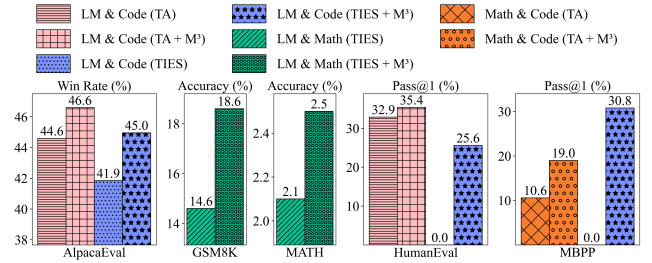 LM & Code (TA)
LM & Code (TIES + M³)
Math & Code (TA)
LM & Code (TA + M³)
LM & Math (TIES)
Math & Code (TA + M³)
LM & Code (TIES)
LM & Math (TIES + M³)
Win Rate (%)
Accuracy (%)
Accuracy (%)
Pass@1 (%)
Pass@1 (%)
46
44
42
40
38
44.6
46.6
41.9
45.0
AlpacaEval
18
16
14
14.6
18.6
GSM8K
2.4
2.2
2.0
2.1
2.5
MATH
30
20
10
32.9
35.4
0.0
25.6
HumanEval
30
20
10
10.6
19.0
0.0
30.8
MBPP